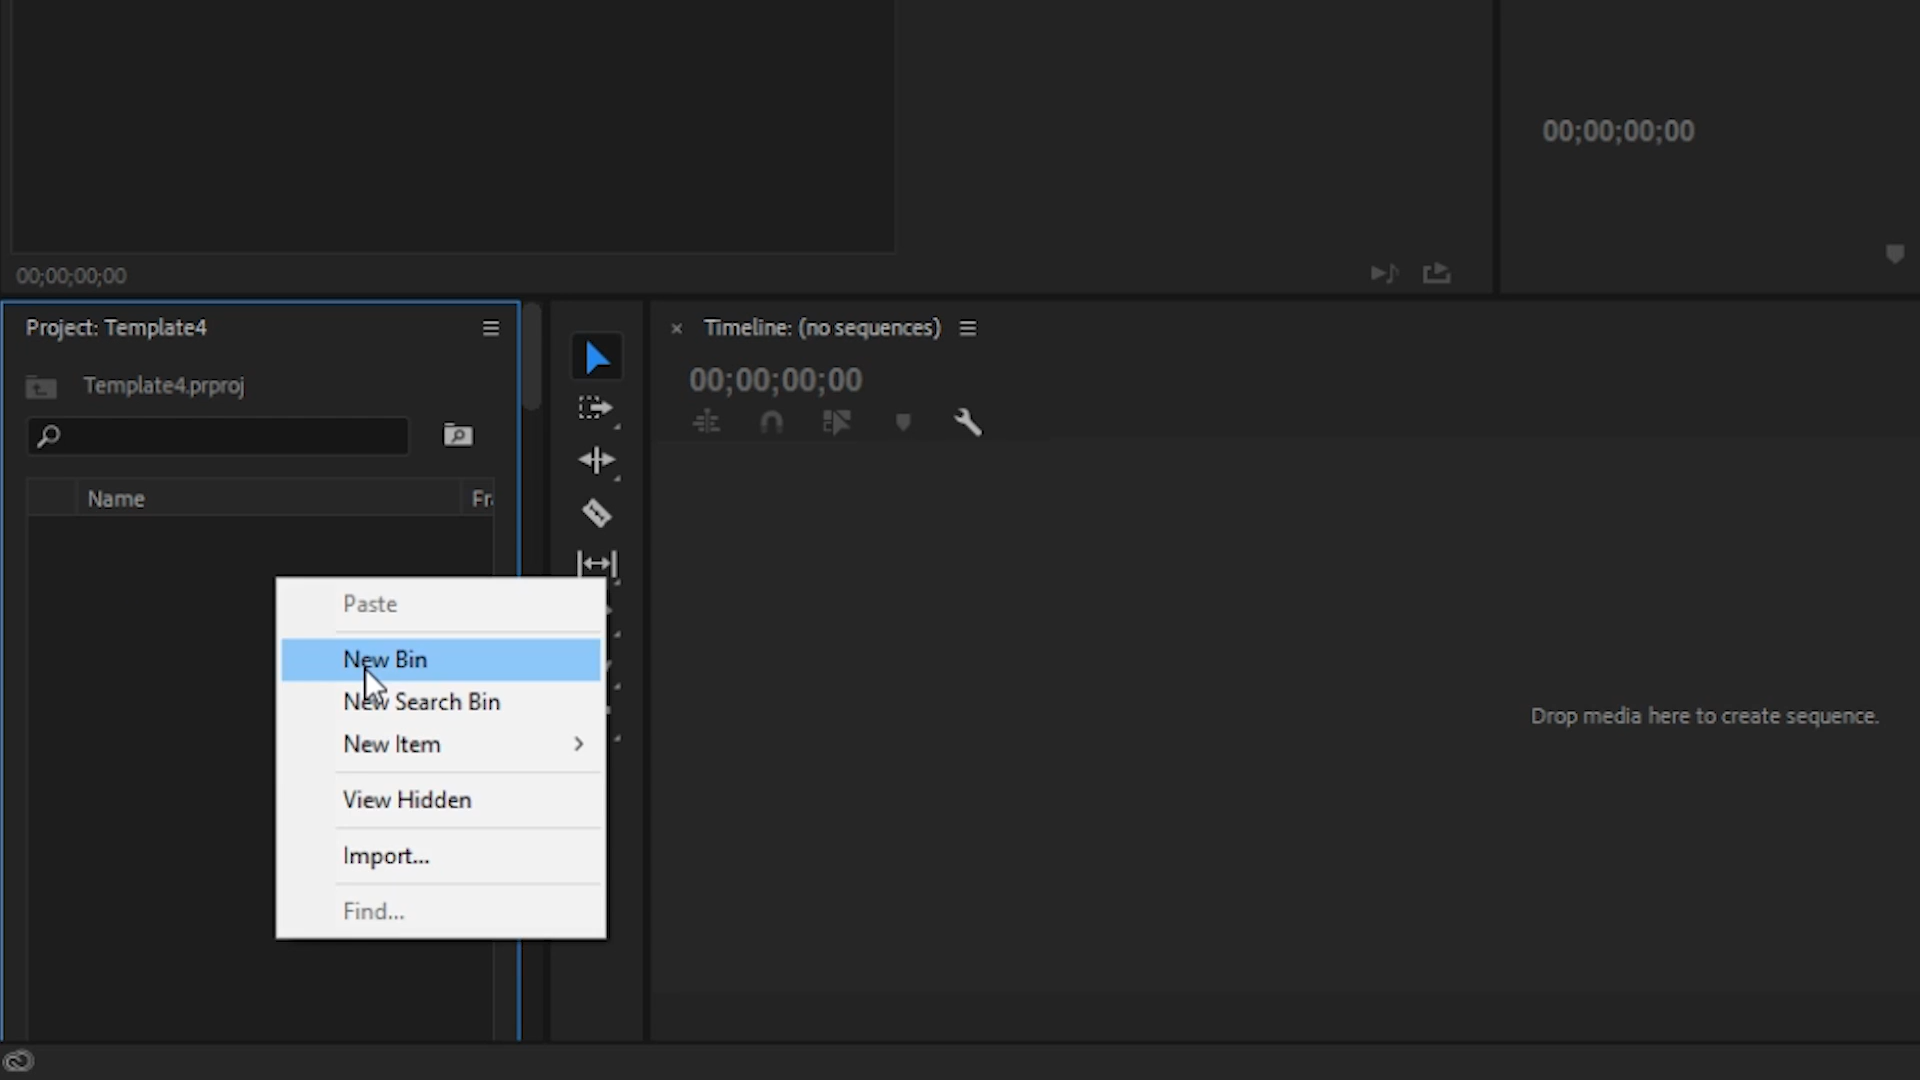 00;00;00;00
00;00;00;00
Project: Template4
Template4.prproj
Name
Paste
New Bin
New Search Bin
New Item
View Hidden
Import...
Find...
Timeline: (no sequences)
00;00;00;00
Drop media here to create sequence.